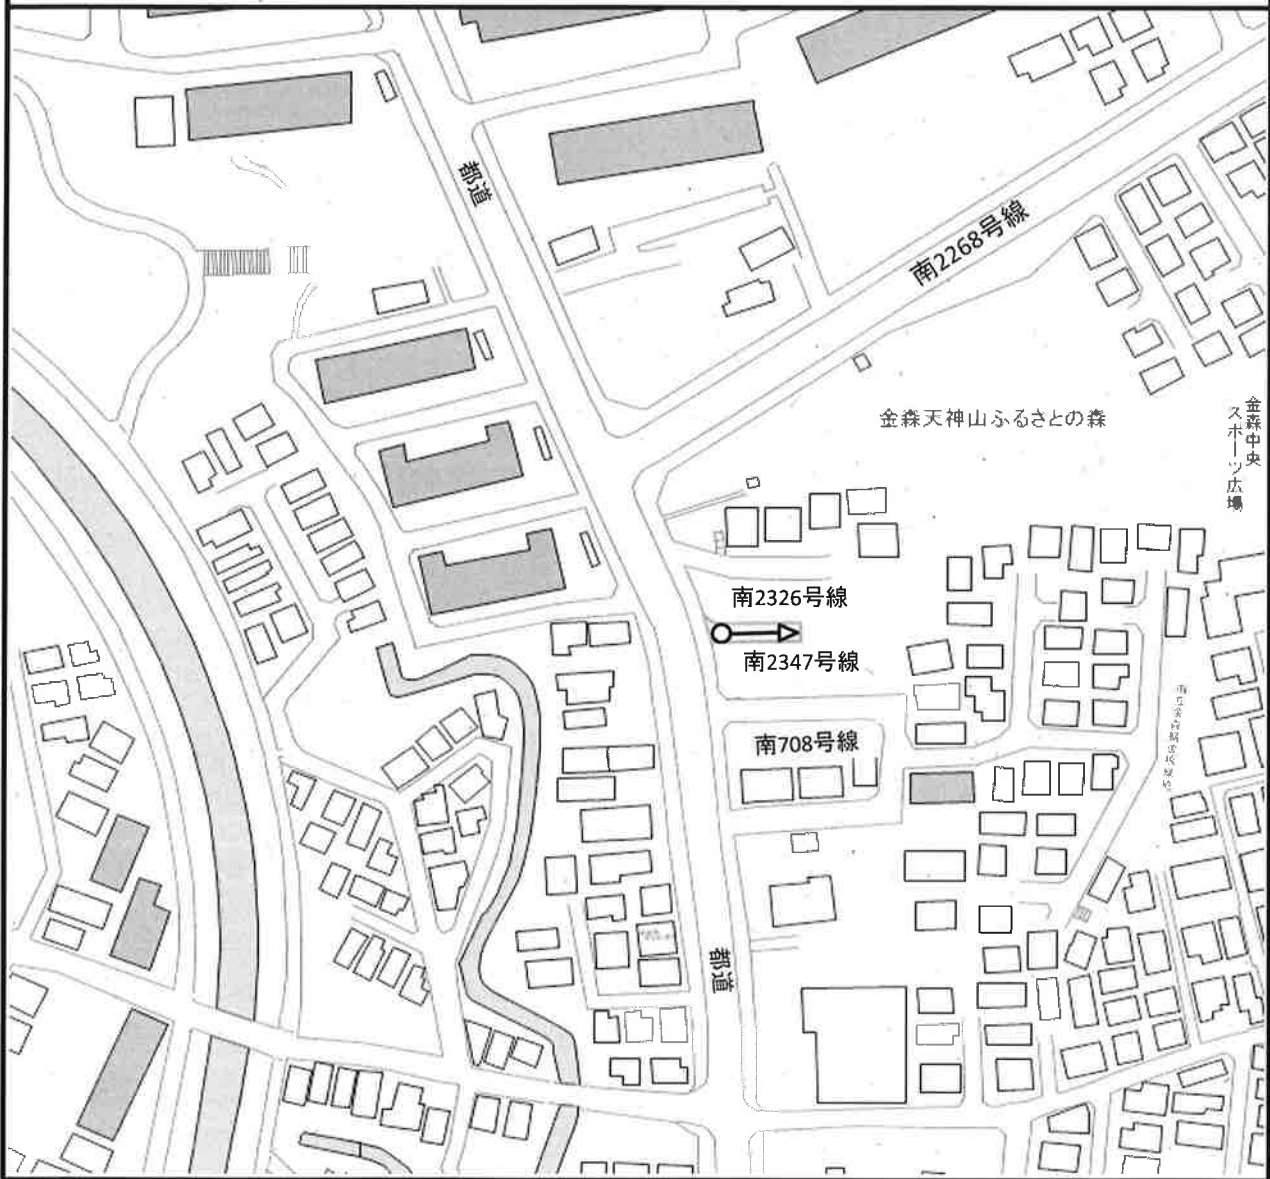 都道
南2268号線
金森天神山ふるさとの森
金森中央
スポーツ広場
南2326号線
南2347号線
南708号線
都道